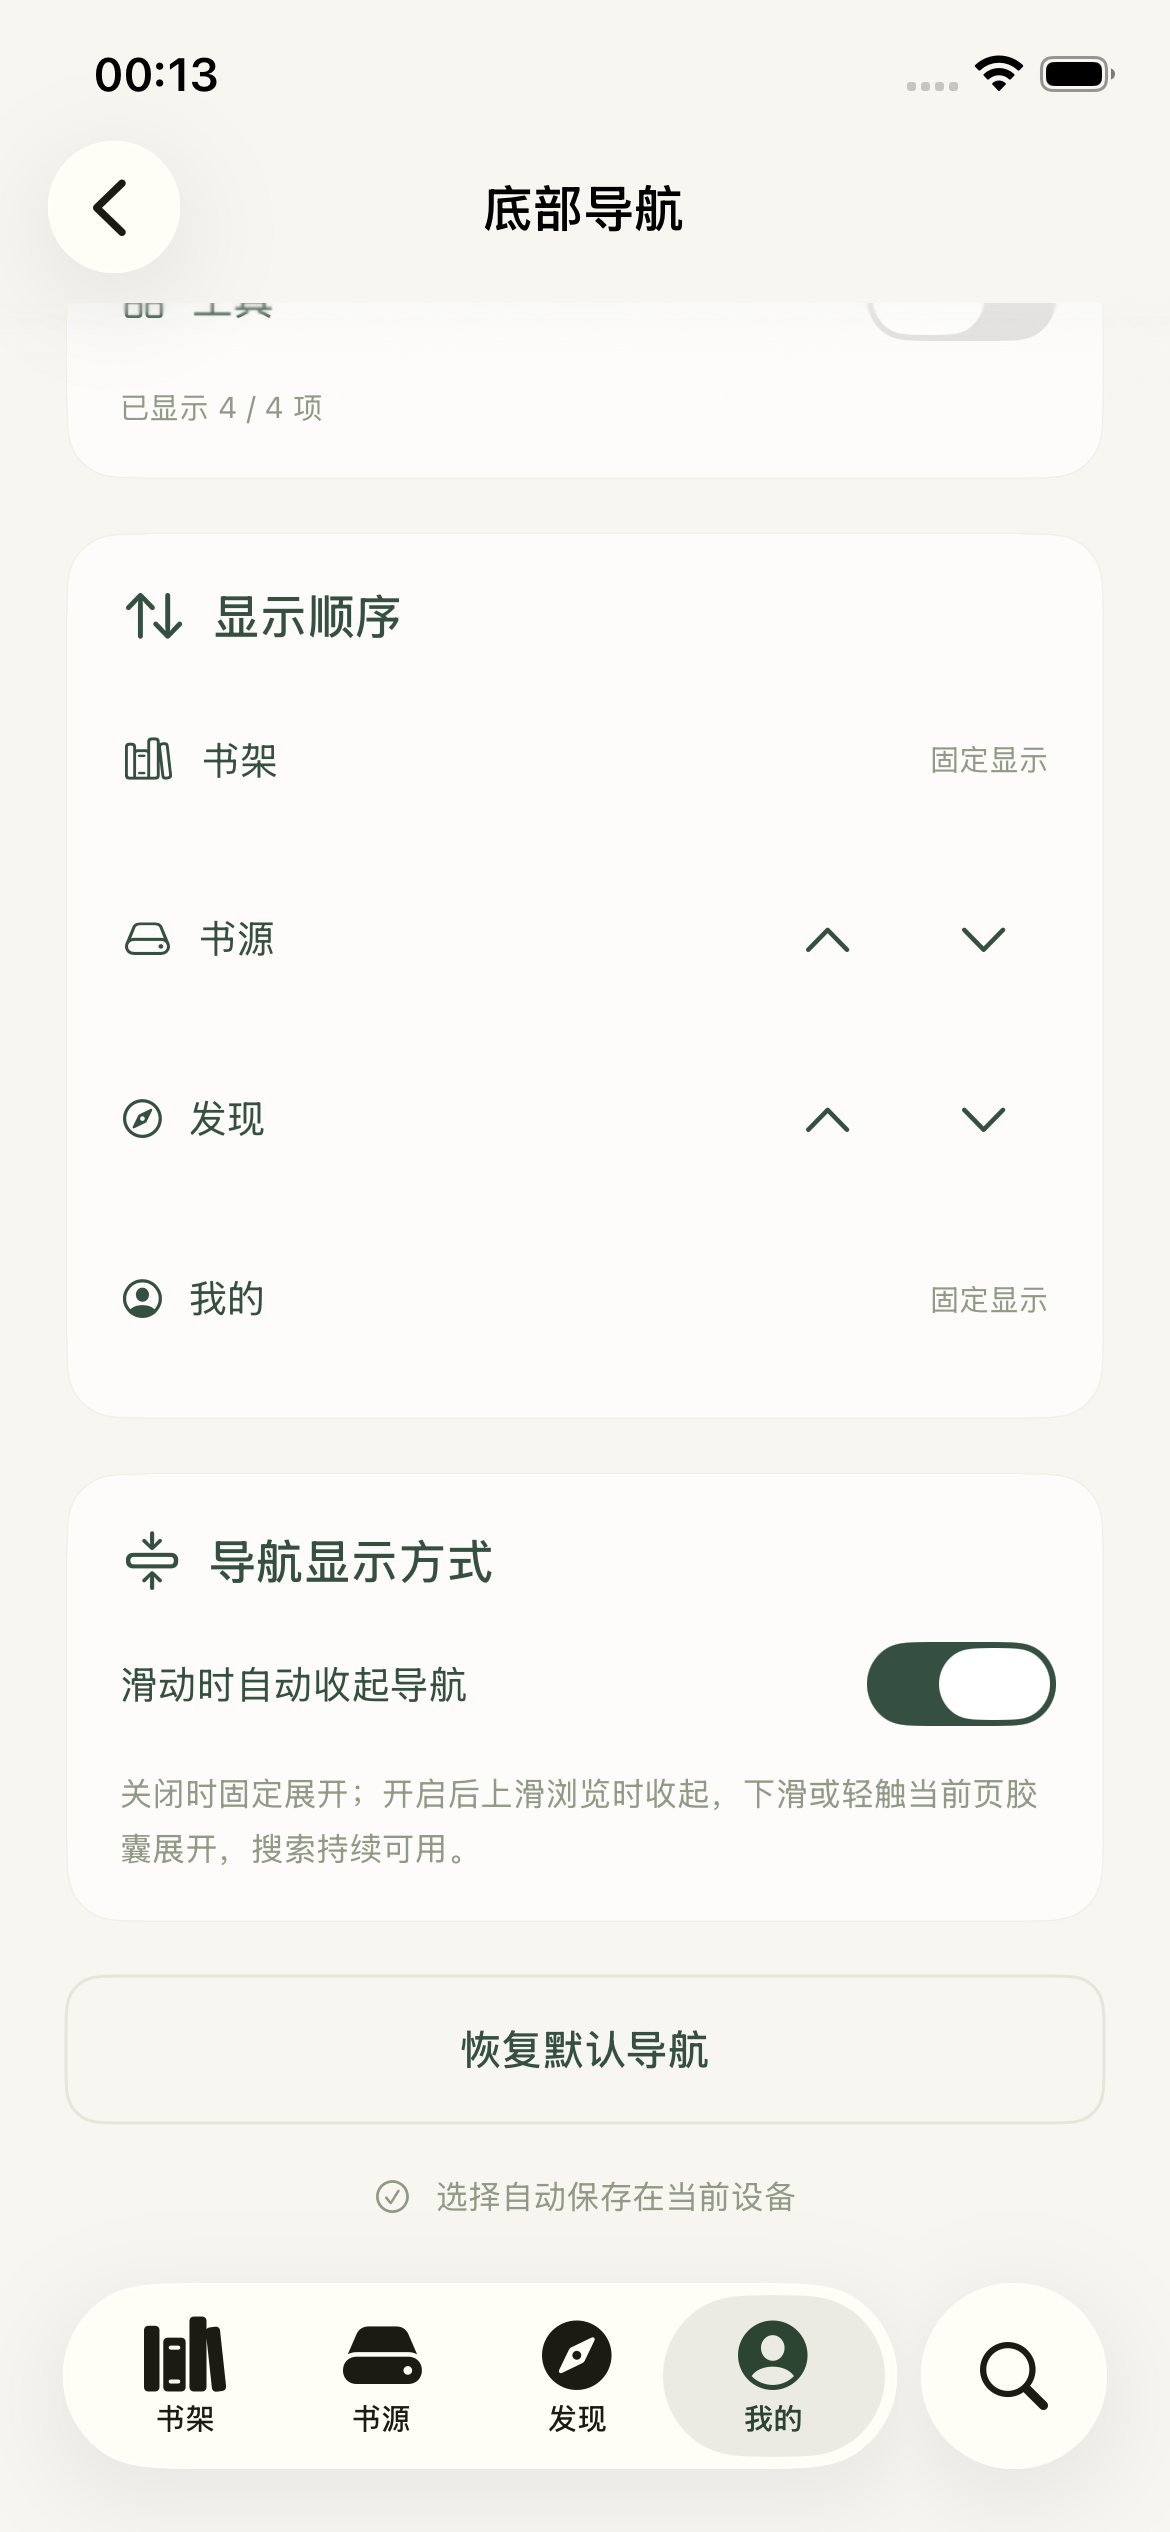 00:13
底部导航
工具
已显示 4 / 4 项
显示顺序
书架
固定显示
书源
发现
我的
固定显示
导航显示方式
滑动时自动收起导航
关闭时固定展开；开启后上滑浏览时收起，下滑或轻触当前页胶
囊展开，搜索持续可用。
恢复默认导航
选择自动保存在当前设备
书架
书源
发现
我的